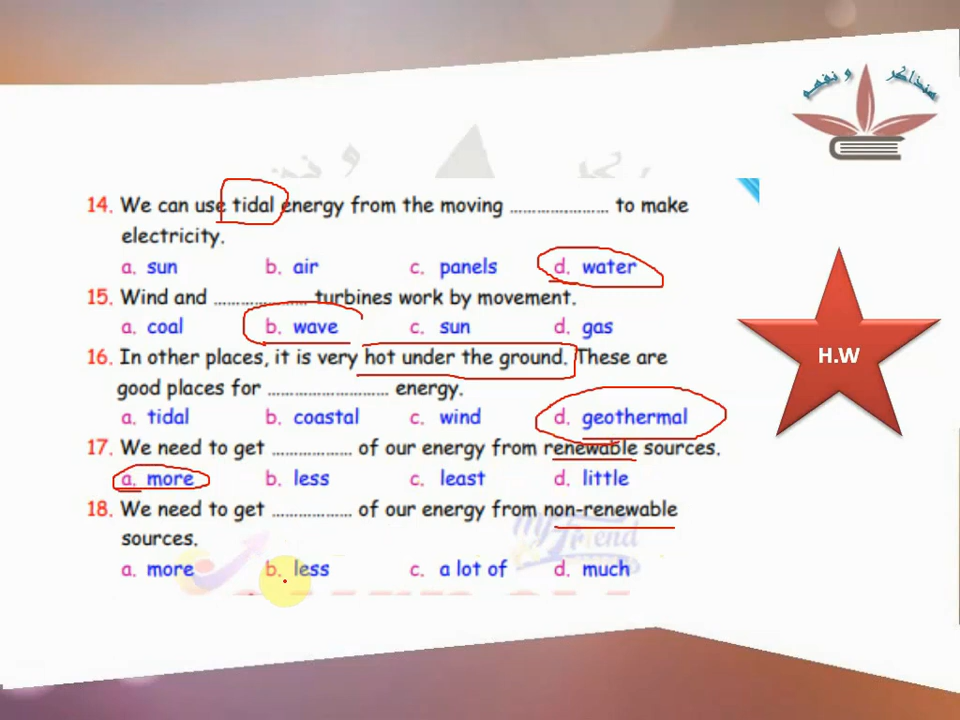 متذاكر و نفهم
14. We can use tidal energy from the moving ..................... to make
electricity.
a. sun b. air c. panels d. water
15. Wind and .................... turbines work by movement.
a. coal b. wave c. sun d. gas
16. In other places, it is very hot under the ground. These are
good places for .......................... energy.
a. tidal b. coastal c. wind d. geothermal
17. We need to get ................. of our energy from renewable sources.
a. more b. less c. least d. little
18. We need to get ................. of our energy from non-renewable
sources.
a. more b. less c. a lot of d. much
H.W
My Friend